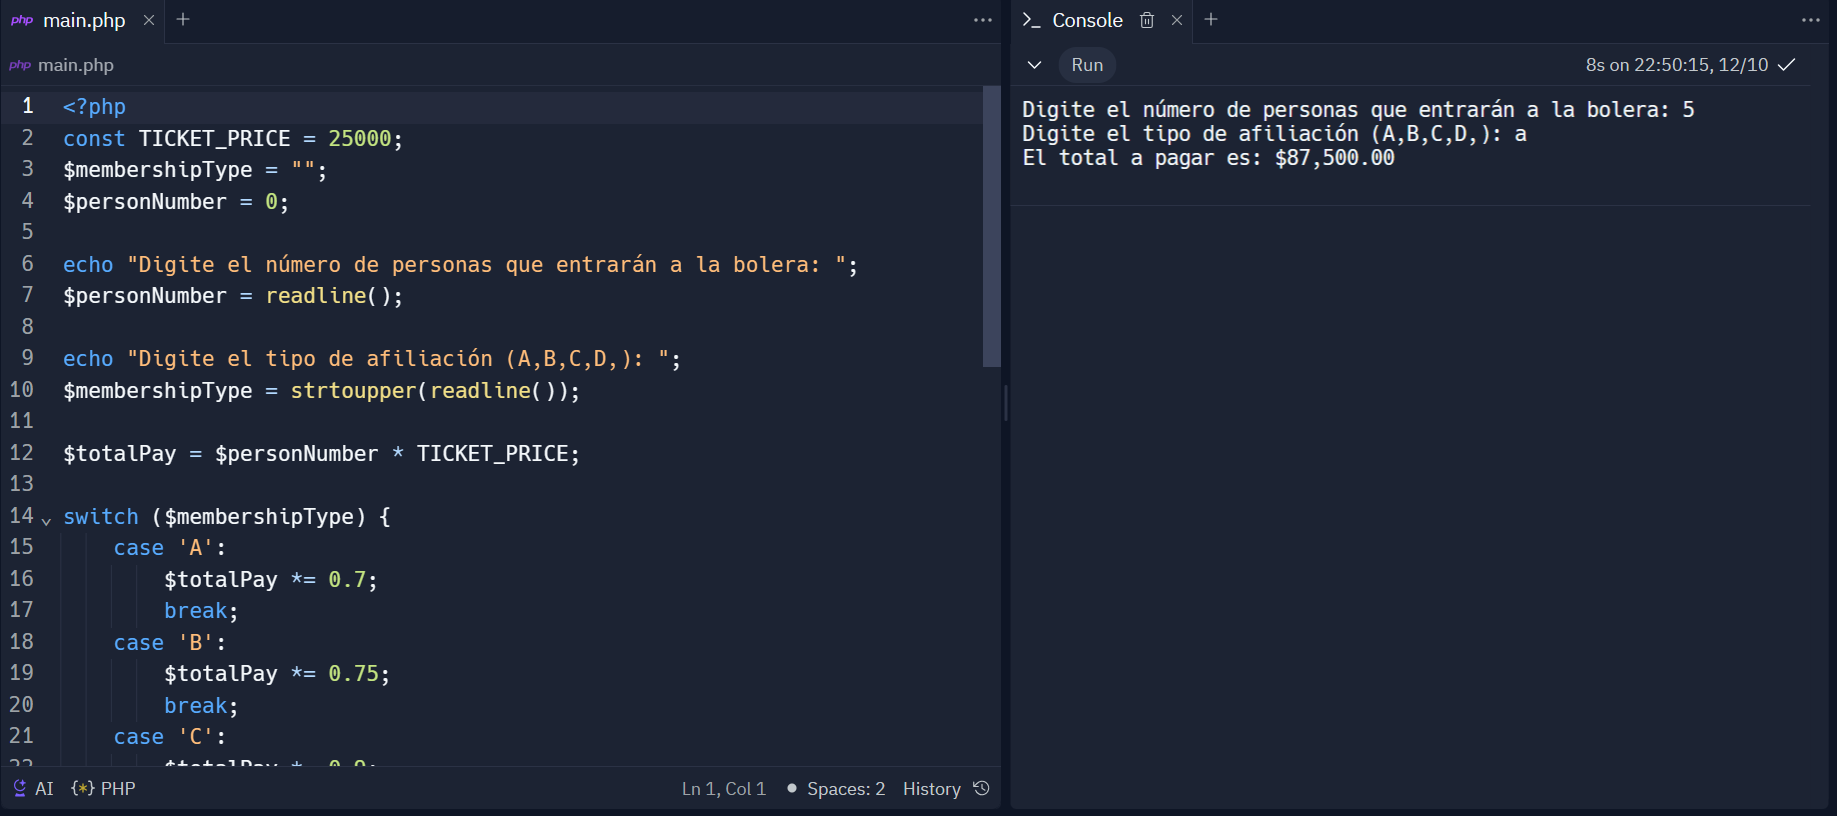 php main.php
php main.php
1 <?php
2 const TICKET_PRICE = 25000;
3 $membershipType = "";
4 $personNumber = 0;
5
6 echo "Digite el número de personas que entrarán a la bolera: ";
7 $personNumber = readline();
8
9 echo "Digite el tipo de afiliación (A,B,C,D,): ";
10 $membershipType = strtoupper(readline());
11
12 $totalPay = $personNumber * TICKET_PRICE;
13
14 switch ($membershipType) {
15 case 'A':
16 $totalPay *= 0.7;
17 break;
18 case 'B':
19 $totalPay *= 0.75;
20 break;
21 case 'C':
AI {*} PHP Ln 1, Col 1 Spaces: 2 History
Console
Run 8s on 22:50:15, 12/10
Digite el número de personas que entrarán a la bolera: 5
Digite el tipo de afiliación (A,B,C,D,): a
El total a pagar es: $87,500.00